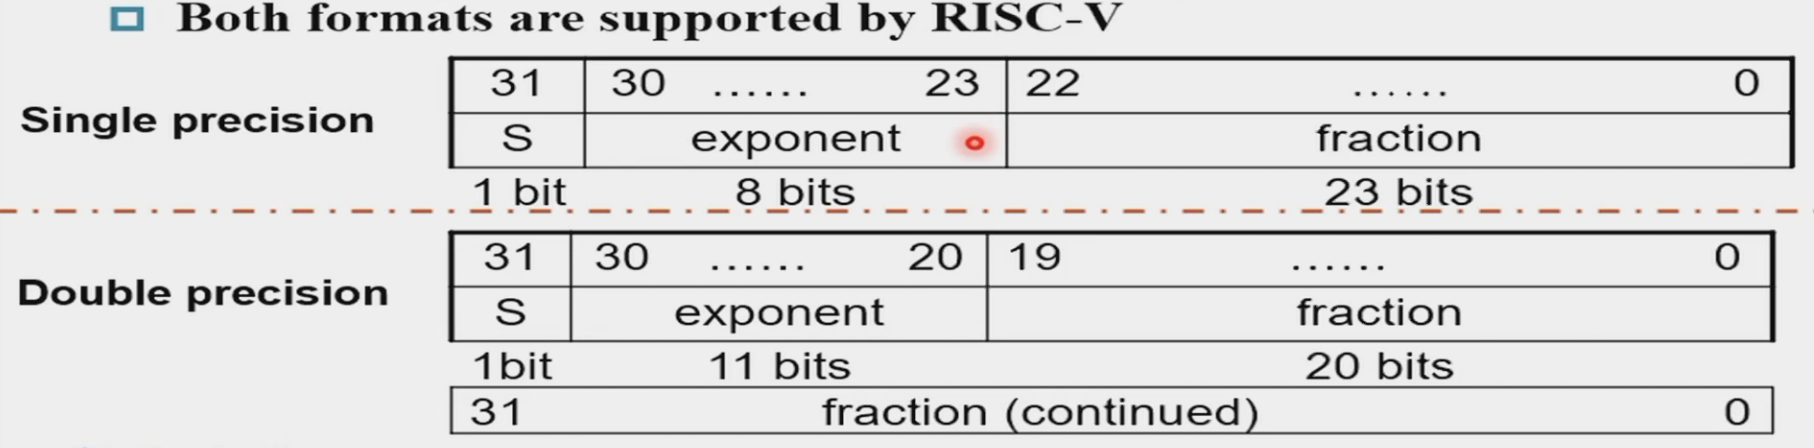 Both formats are supported by RISC-V
31 30 ...... 23 22 ...... 0
Single precision
S exponent fraction
1 bit 8 bits 23 bits
31 30 ...... 20 19 ...... 0
Double precision
S exponent fraction
1bit 11 bits 20 bits
31 fraction (continued) 0